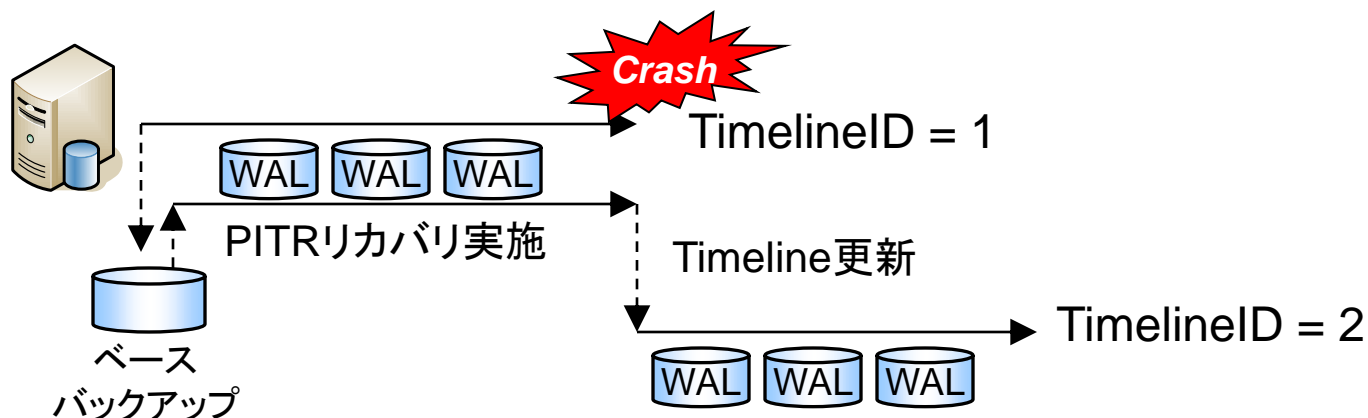 Crash
TimelineID = 1
WAL WAL WAL
PITRリカバリ実施
Timeline更新
TimelineID = 2
ベース
バックアップ
WAL WAL WAL